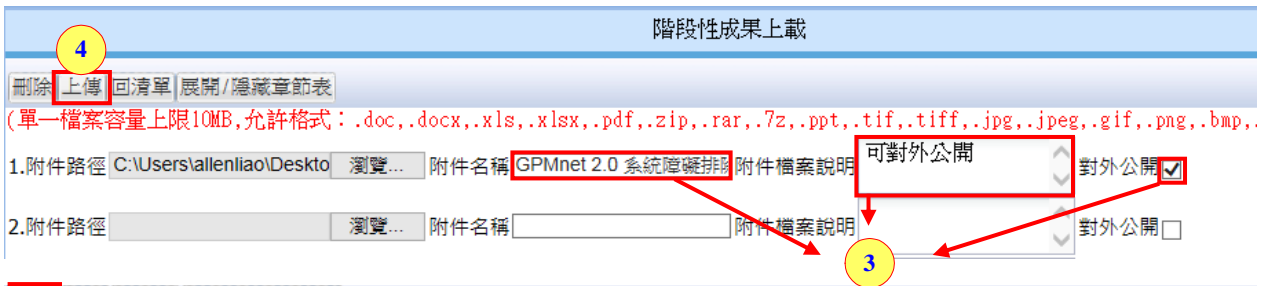 階段性成果上載
4
刪除 上傳 回清單 展開/隱藏章節表
(單一檔案容量上限10MB,允許格式：.doc,.docx,.xls,.xlsx,.pdf,.zip,.rar,.7z,.ppt,.tif,.tiff,.jpg,.jpeg,.gif,.png,.bmp,.
1.附件路徑 C:\Users\allenliao\Deskto 瀏覽... 附件名稱 GPMnet 2.0 系統障礙排除 附件檔案說明 可對外公開 對外公開
2.附件路徑 瀏覽... 附件名稱 附件檔案說明 對外公開
3